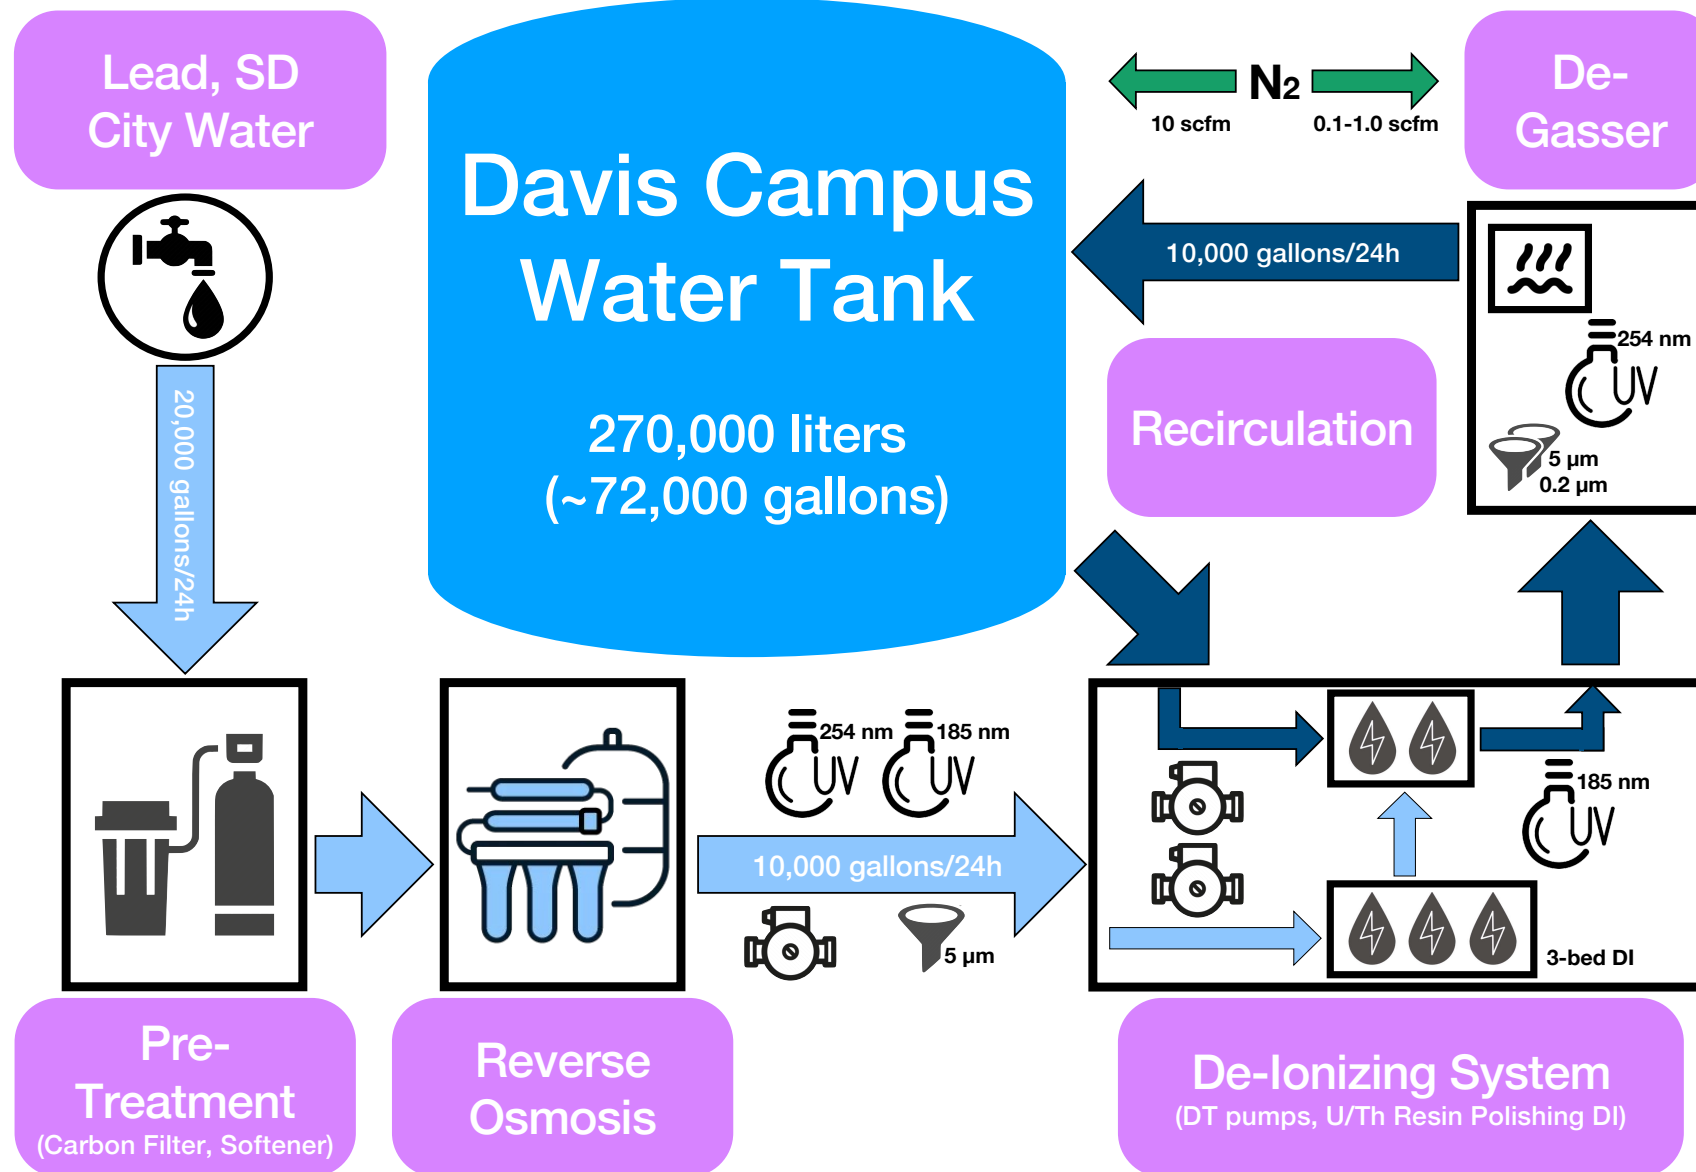 Lead, SD
City Water
20,000 gallons/24h
Davis Campus
Water Tank
270,000 liters
(~72,000 gallons)
N2
10 scfm
0.1-1.0 scfm
De-
Gasser
10,000 gallons/24h
Recirculation
254 nm
UV
5 µm
0.2 µm
254 nm
UV
185 nm
UV
10,000 gallons/24h
5 µm
185 nm
UV
3-bed DI
Pre-
Treatment
(Carbon Filter, Softener)
Reverse
Osmosis
De-Ionizing System
(DT pumps, U/Th Resin Polishing DI)